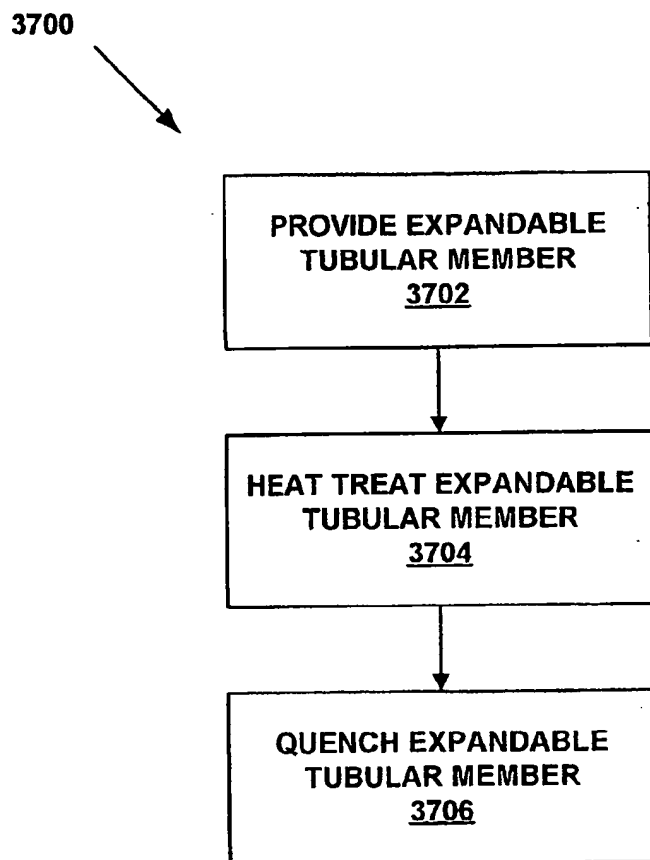 3700
PROVIDE EXPANDABLE
TUBULAR MEMBER
3702
HEAT TREAT EXPANDABLE
TUBULAR MEMBER
3704
QUENCH EXPANDABLE
TUBULAR MEMBER
3706